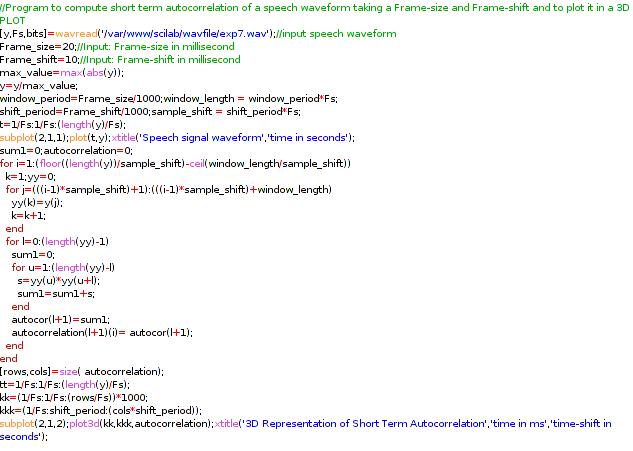 //Program to compute short term autocorrelation of a speech waveform taking a Frame-size and Frame-shift and to plot it in a 3D
PLOT
[y,Fs,bits]=wavread('/var/www/scilab/wavfile/exp7.wav');//input speech waveform
Frame_size=20;//Input: Frame-size in millisecond
Frame_shift=10;//Input: Frame-shift in millisecond
max_value=max(abs(y));
y=y/max_value;
window_period=Frame_size/1000;window_length = window_period*Fs;
shift_period=Frame_shift/1000;sample_shift = shift_period*Fs;
t=1/Fs:1/Fs:(length(y)/Fs);
subplot(2,1,1);plot(t,y);xtitle('Speech signal waveform','time in seconds');
sum1=0;autocorrelation=0;
for i=1:(floor((length(y))/sample_shift)-ceil(window_length/sample_shift))
k=1;yy=0;
for j=(((i-1)*sample_shift)+1):(((i-1)*sample_shift)+window_length)
yy(k)=y(j);
k=k+1;
end
for l=0:(length(yy)-1)
sum1=0;
for u=1:(length(yy)-l)
s=yy(u)*yy(u+l);
sum1=sum1+s;
end
autocor(l+1)=sum1;
autocorrelation(l+1)(i)= autocor(l+1);
end
end
[rows,cols]=size( autocorrelation);
tt=1/Fs:1/Fs:(length(y)/Fs);
kk=(1/Fs:1/Fs:(rows/Fs))*1000;
kkk=(1/Fs:shift_period:(cols*shift_period));
subplot(2,1,2);plot3d(kk,kkk,autocorrelation);xtitle('3D Representation of Short Term Autocorrelation','time in ms','time-shift in
seconds');